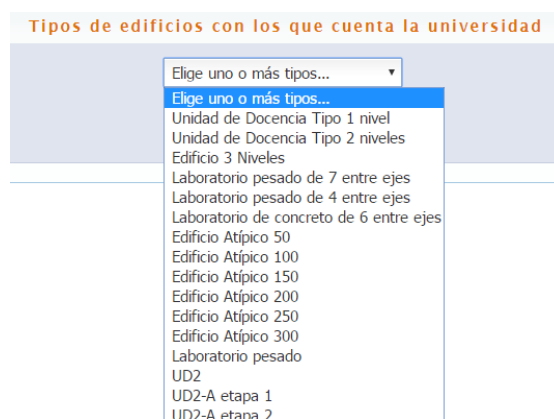 Tipos de edificios con los que cuenta la universidad
Elige uno o más tipos...
Elige uno o más tipos...
Unidad de Docencia Tipo 1 nivel
Unidad de Docencia Tipo 2 niveles
Edificio 3 Niveles
Laboratorio pesado de 7 entre ejes
Laboratorio pesado de 4 entre ejes
Laboratorio de concreto de 6 entre ejes
Edificio Atípico 50
Edificio Atípico 100
Edificio Atípico 150
Edificio Atípico 200
Edificio Atípico 250
Edificio Atípico 300
Laboratorio pesado
UD2
UD2-A etapa 1
UD2-A etapa 2